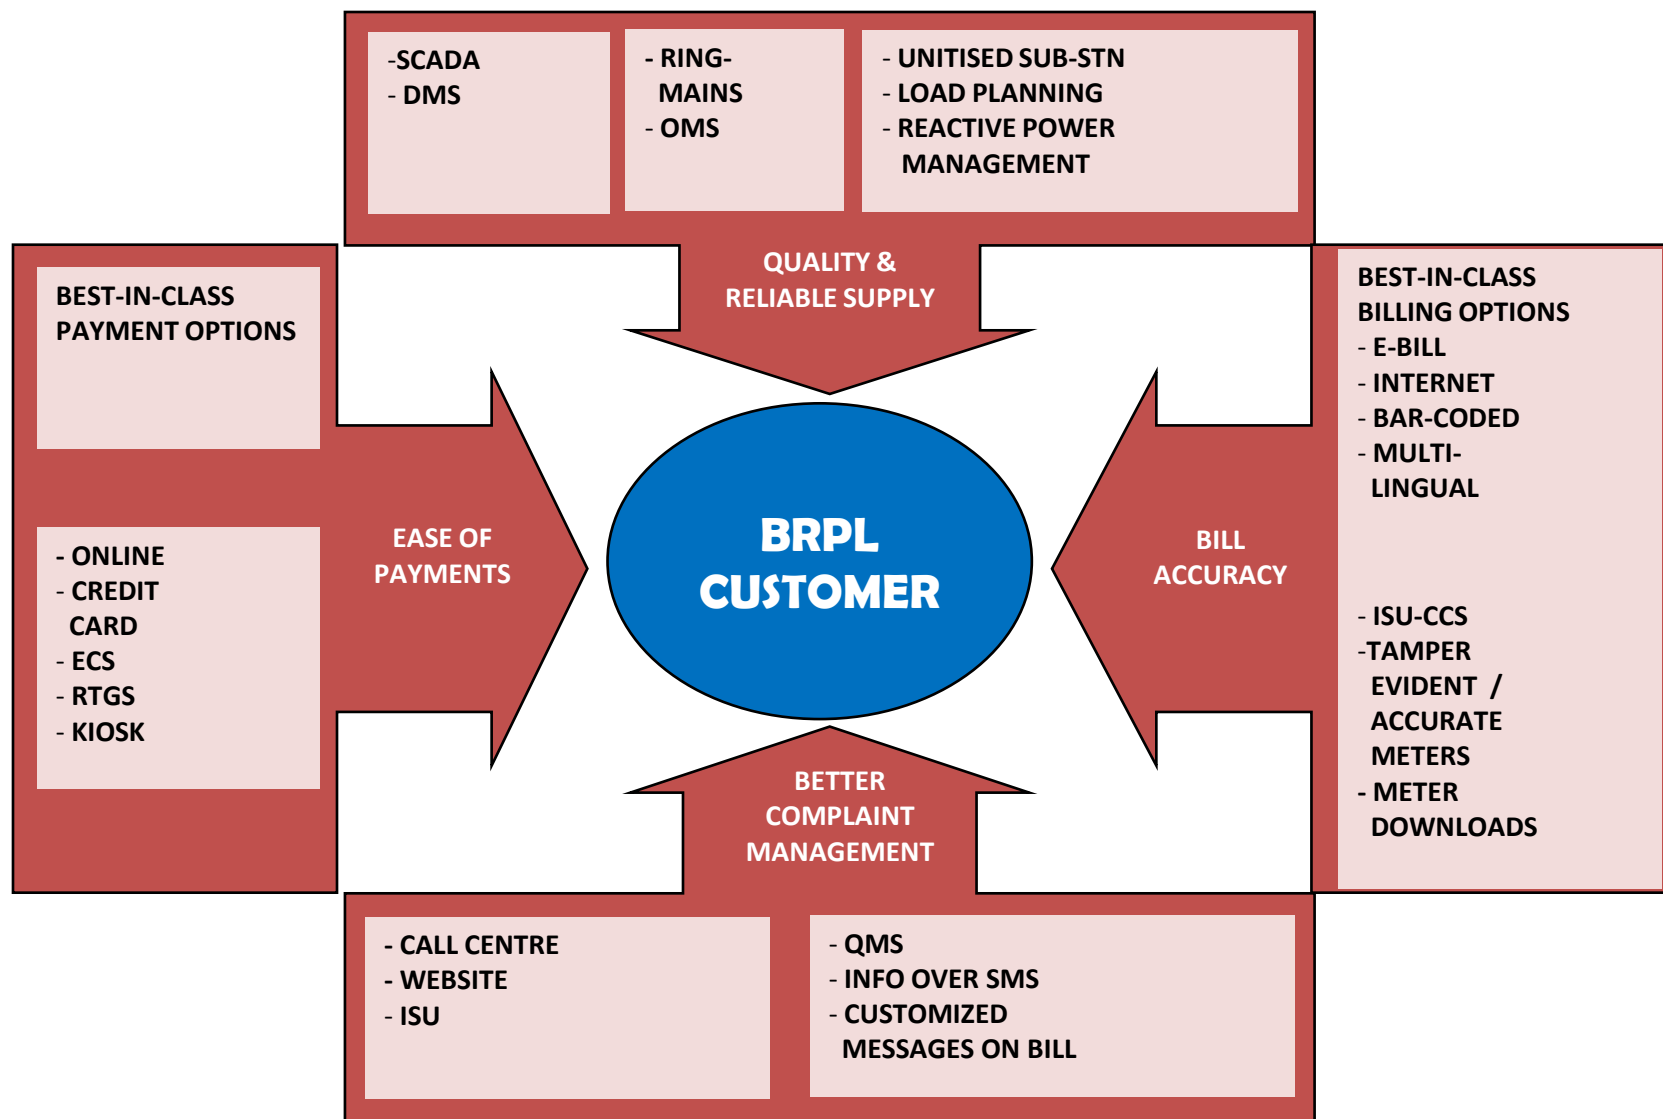 -SCADA
- DMS
- RING-
MAINS
- OMS
- UNITISED SUB-STN
- LOAD PLANNING
- REACTIVE POWER
MANAGEMENT
QUALITY &
RELIABLE SUPPLY
BEST-IN-CLASS
PAYMENT OPTIONS
- ONLINE
- CREDIT
CARD
- ECS
- RTGS
- KIOSK
EASE OF
PAYMENTS
BRPL
CUSTOMER
BILL
ACCURACY
BEST-IN-CLASS
BILLING OPTIONS
- E-BILL
- INTERNET
- BAR-CODED
- MULTI-
LINGUAL
- ISU-CCS
-TAMPER
EVIDENT /
ACCURATE
METERS
- METER
DOWNLOADS
BETTER
COMPLAINT
MANAGEMENT
- CALL CENTRE
- WEBSITE
- ISU
- QMS
- INFO OVER SMS
- CUSTOMIZED
MESSAGES ON BILL